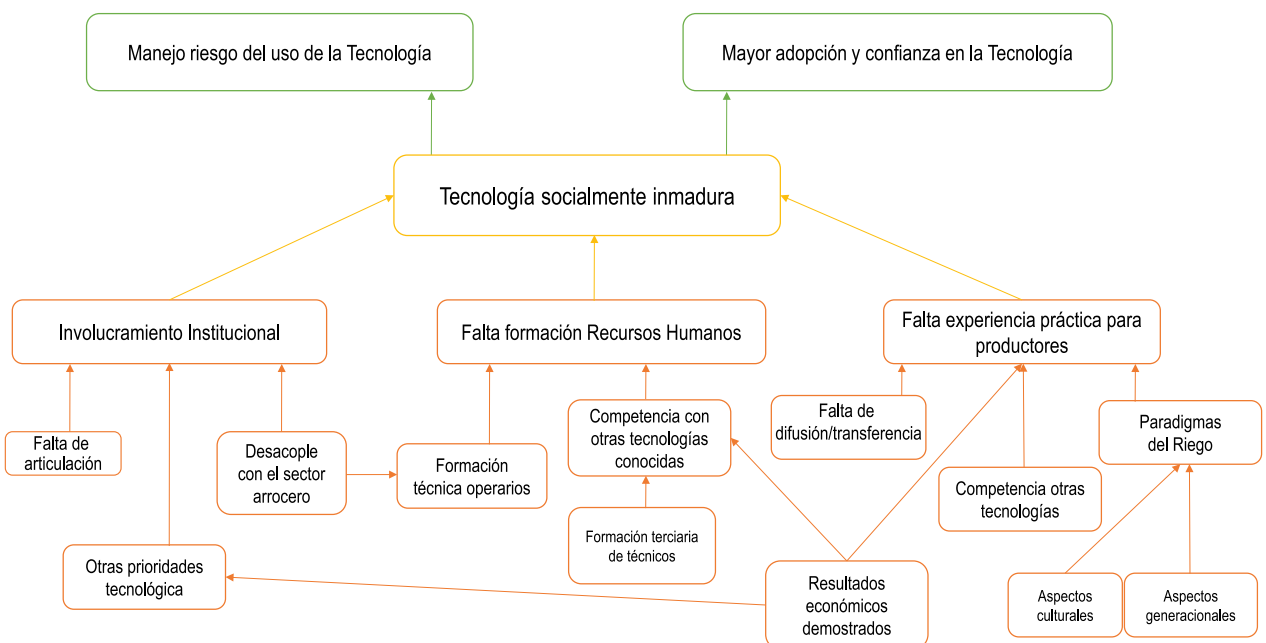 Manejo riesgo del uso de la Tecnología
Mayor adopción y confianza en la Tecnología
Tecnología socialmente inmadura
Involucramiento Institucional
Falta formación Recursos Humanos
Falta experiencia práctica para
productores
Falta de
articulación
Desacople
con el sector
arrocero
Formación
técnica operarios
Competencia con
otras tecnologías
conocidas
Falta de
difusión/transferencia
Paradigmas
del Riego
Competencia otras
tecnologías
Formación terciaria
de técnicos
Otras prioridades
tecnológica
Resultados
económicos
demostrados
Aspectos
culturales
Aspectos
generacionales